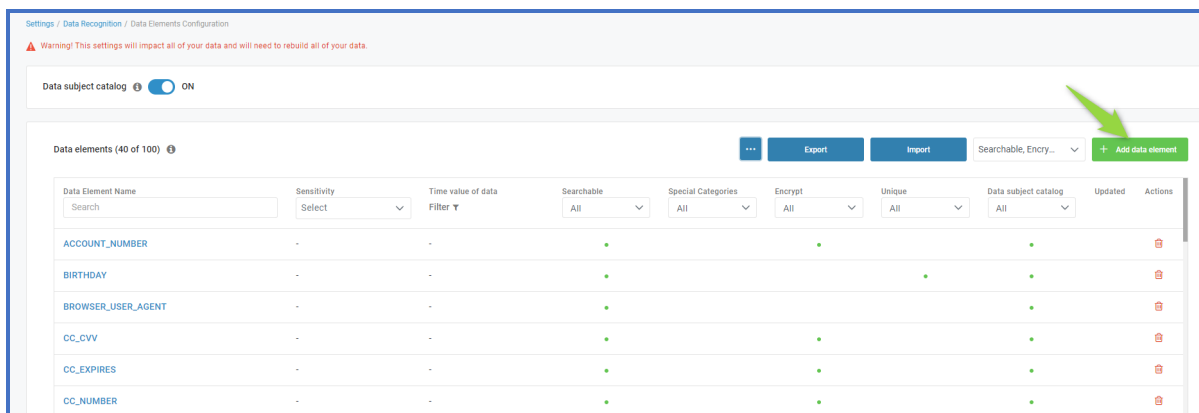 Settings / Data Recognition / Data Elements Configuration
Warning! This settings will impact all of your data and will need to rebuild all of your data.
Data subject catalog ON
Data elements (40 of 100) ... Export Import Searchable, Encry... + Add data element
Data Element Name Sensitivity Time value of data Searchable Special Categories Encrypt Unique Data subject catalog Updated Actions
Search Select Filter All All All All All
ACCOUNT_NUMBER - -
BIRTHDAY - -
BROWSER_USER_AGENT - -
CC_CVV - -
CC_EXPIRES - -
CC_NUMBER - -